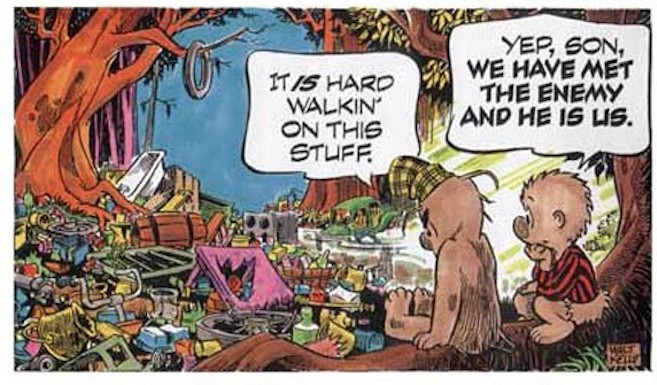 IT IS HARD
WALKIN'
ON THIS
STUFF.
YEP, SON,
WE HAVE MET
THE ENEMY
AND HE IS US.
WALT
KELLY